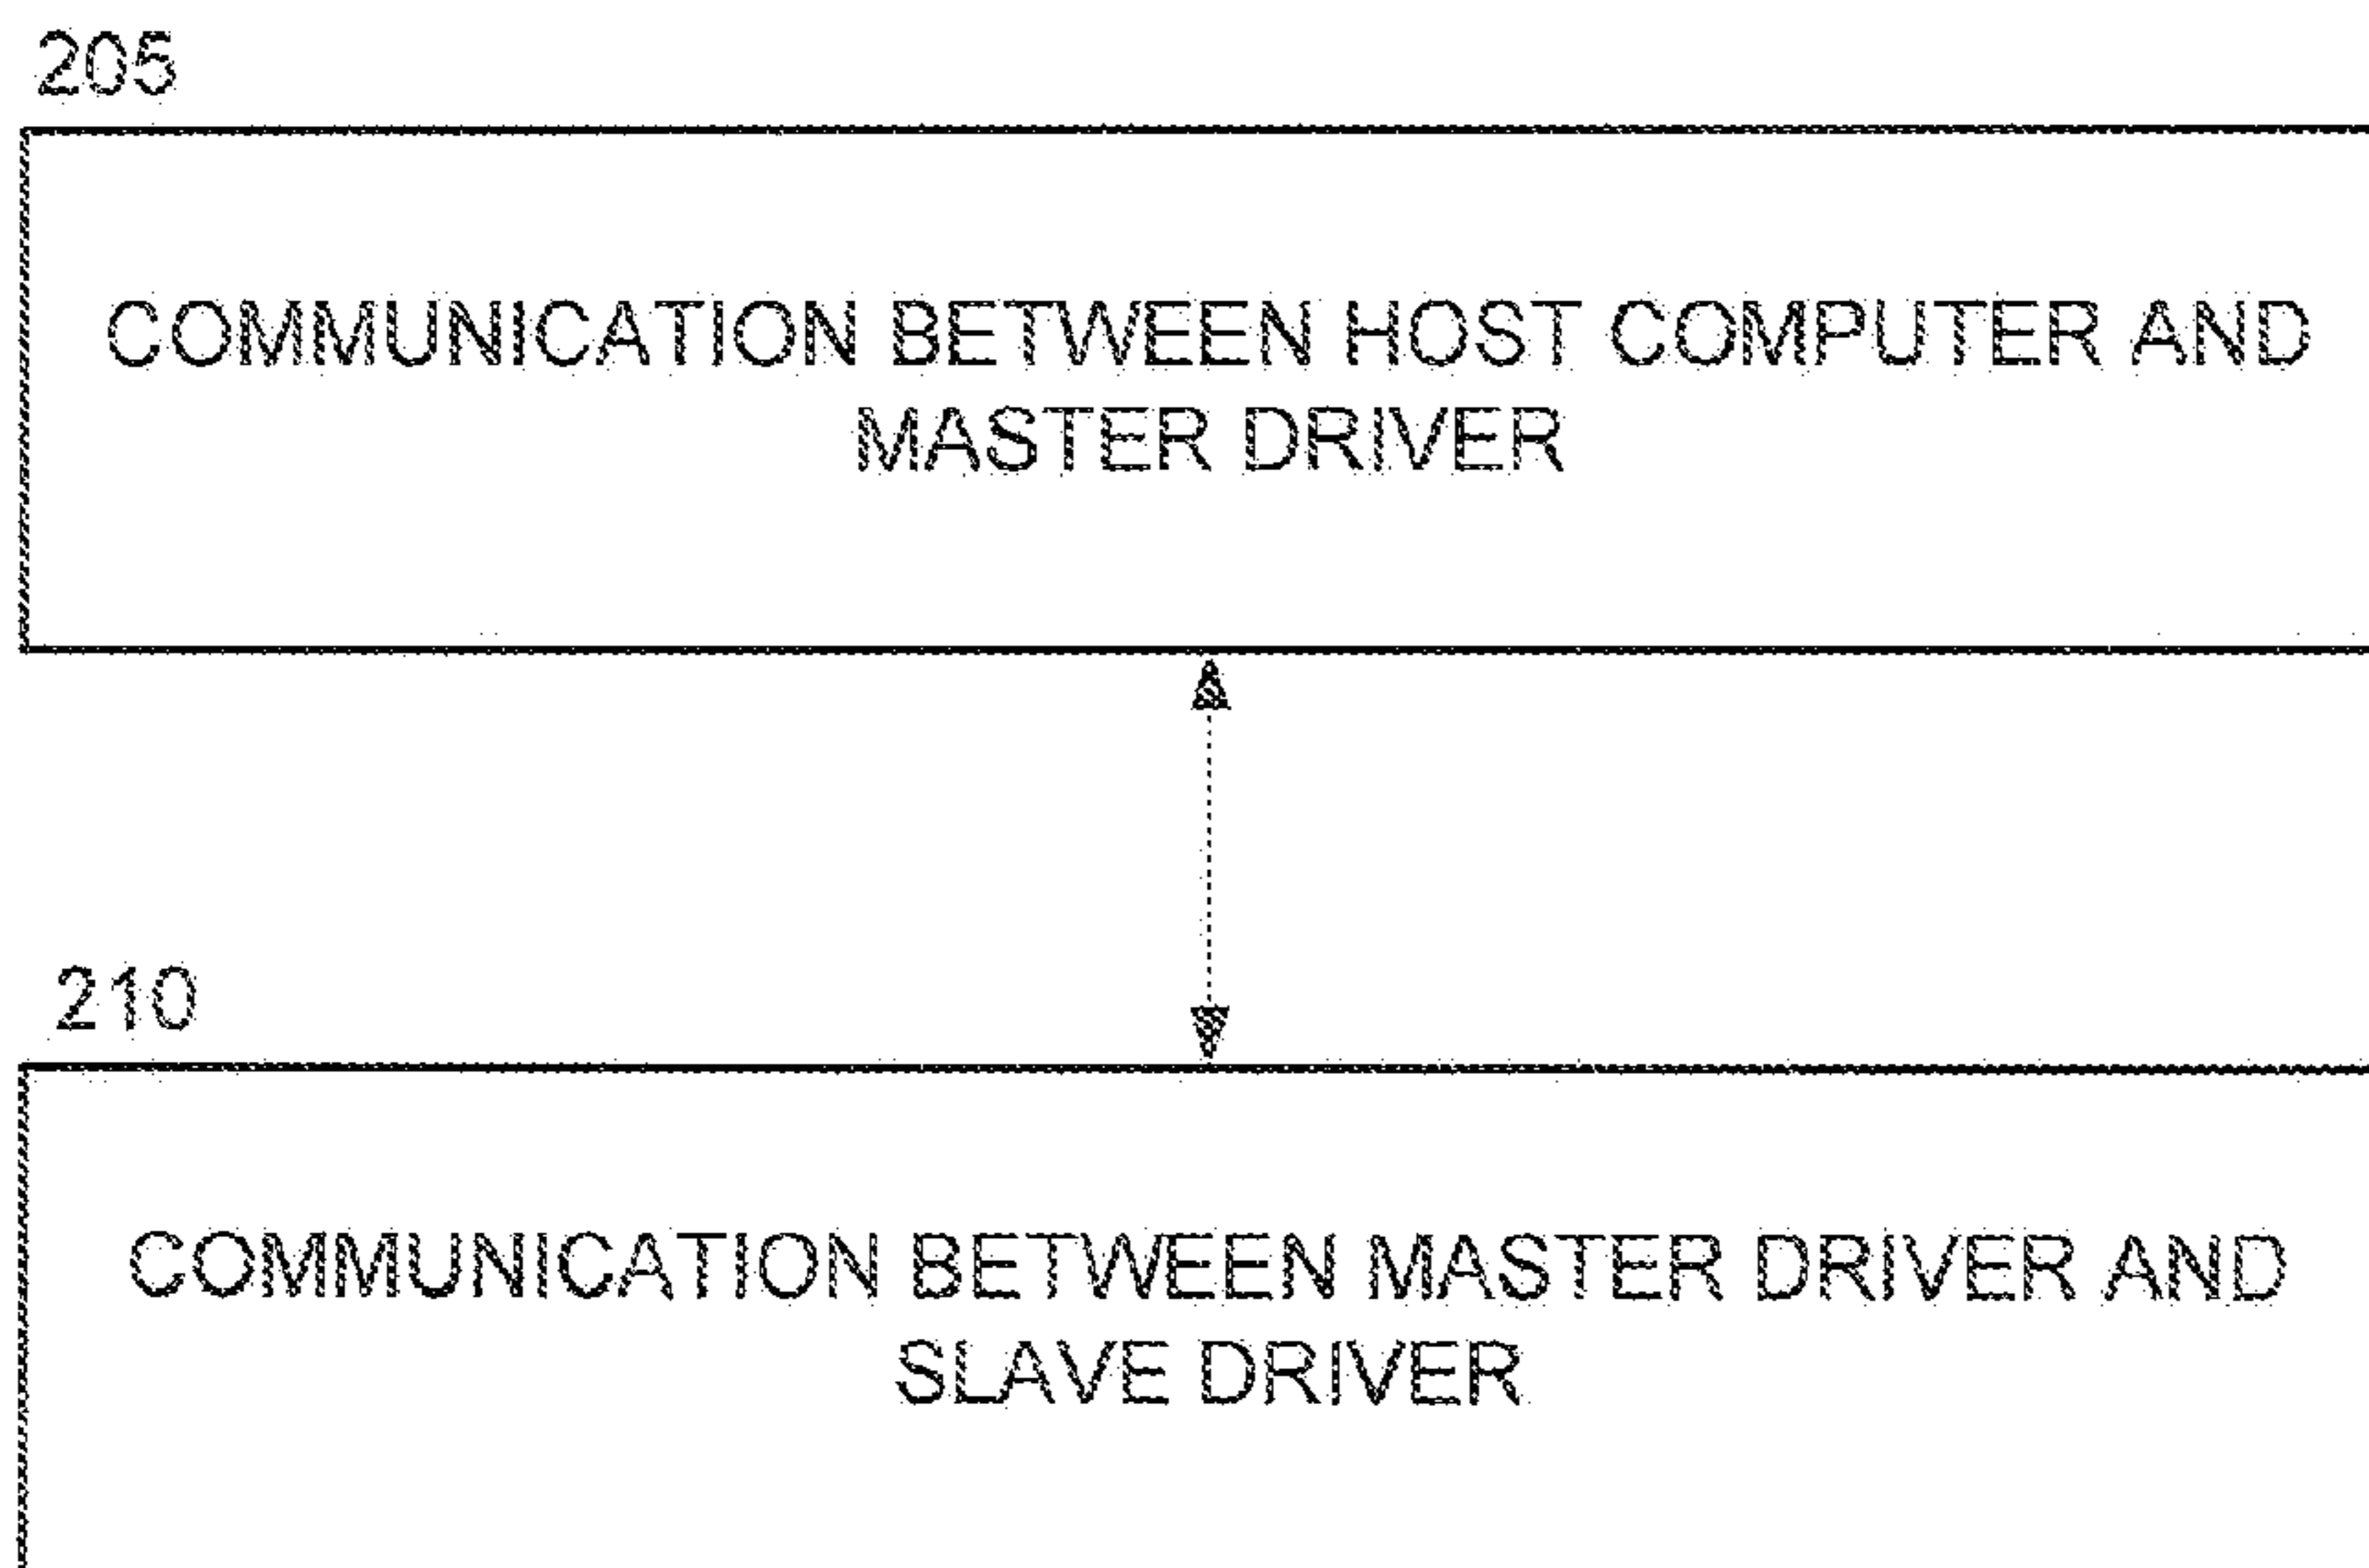 205
COMMUNICATION BETWEEN HOST COMPUTER AND
MASTER DRIVER
210
COMMUNICATION BETWEEN MASTER DRIVER AND
SLAVE DRIVER